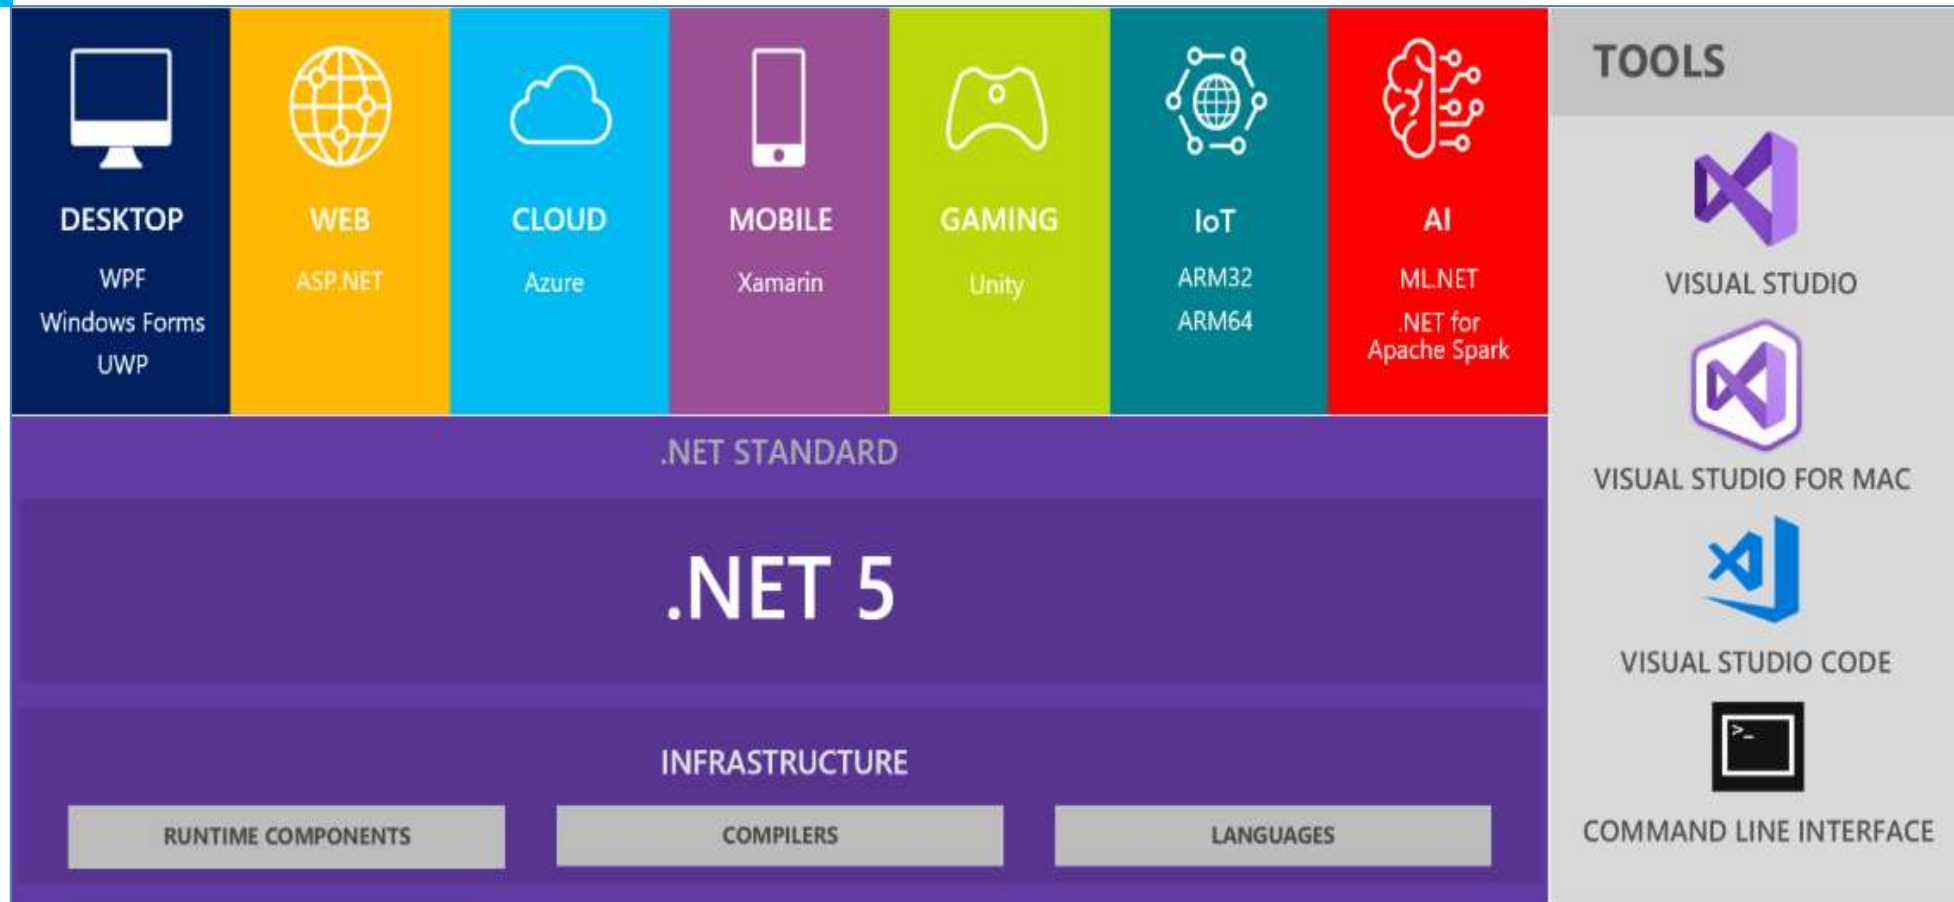 DESKTOP
WPF
Windows Forms
UWP
WEB
ASP.NET
CLOUD
Azure
MOBILE
Xamarin
GAMING
Unity
IoT
ARM32
ARM64
AI
ML.NET
.NET for
Apache Spark
.NET STANDARD
.NET 5
INFRASTRUCTURE
RUNTIME COMPONENTS
COMPILERS
LANGUAGES
TOOLS
VISUAL STUDIO
VISUAL STUDIO FOR MAC
VISUAL STUDIO CODE
>_
COMMAND LINE INTERFACE